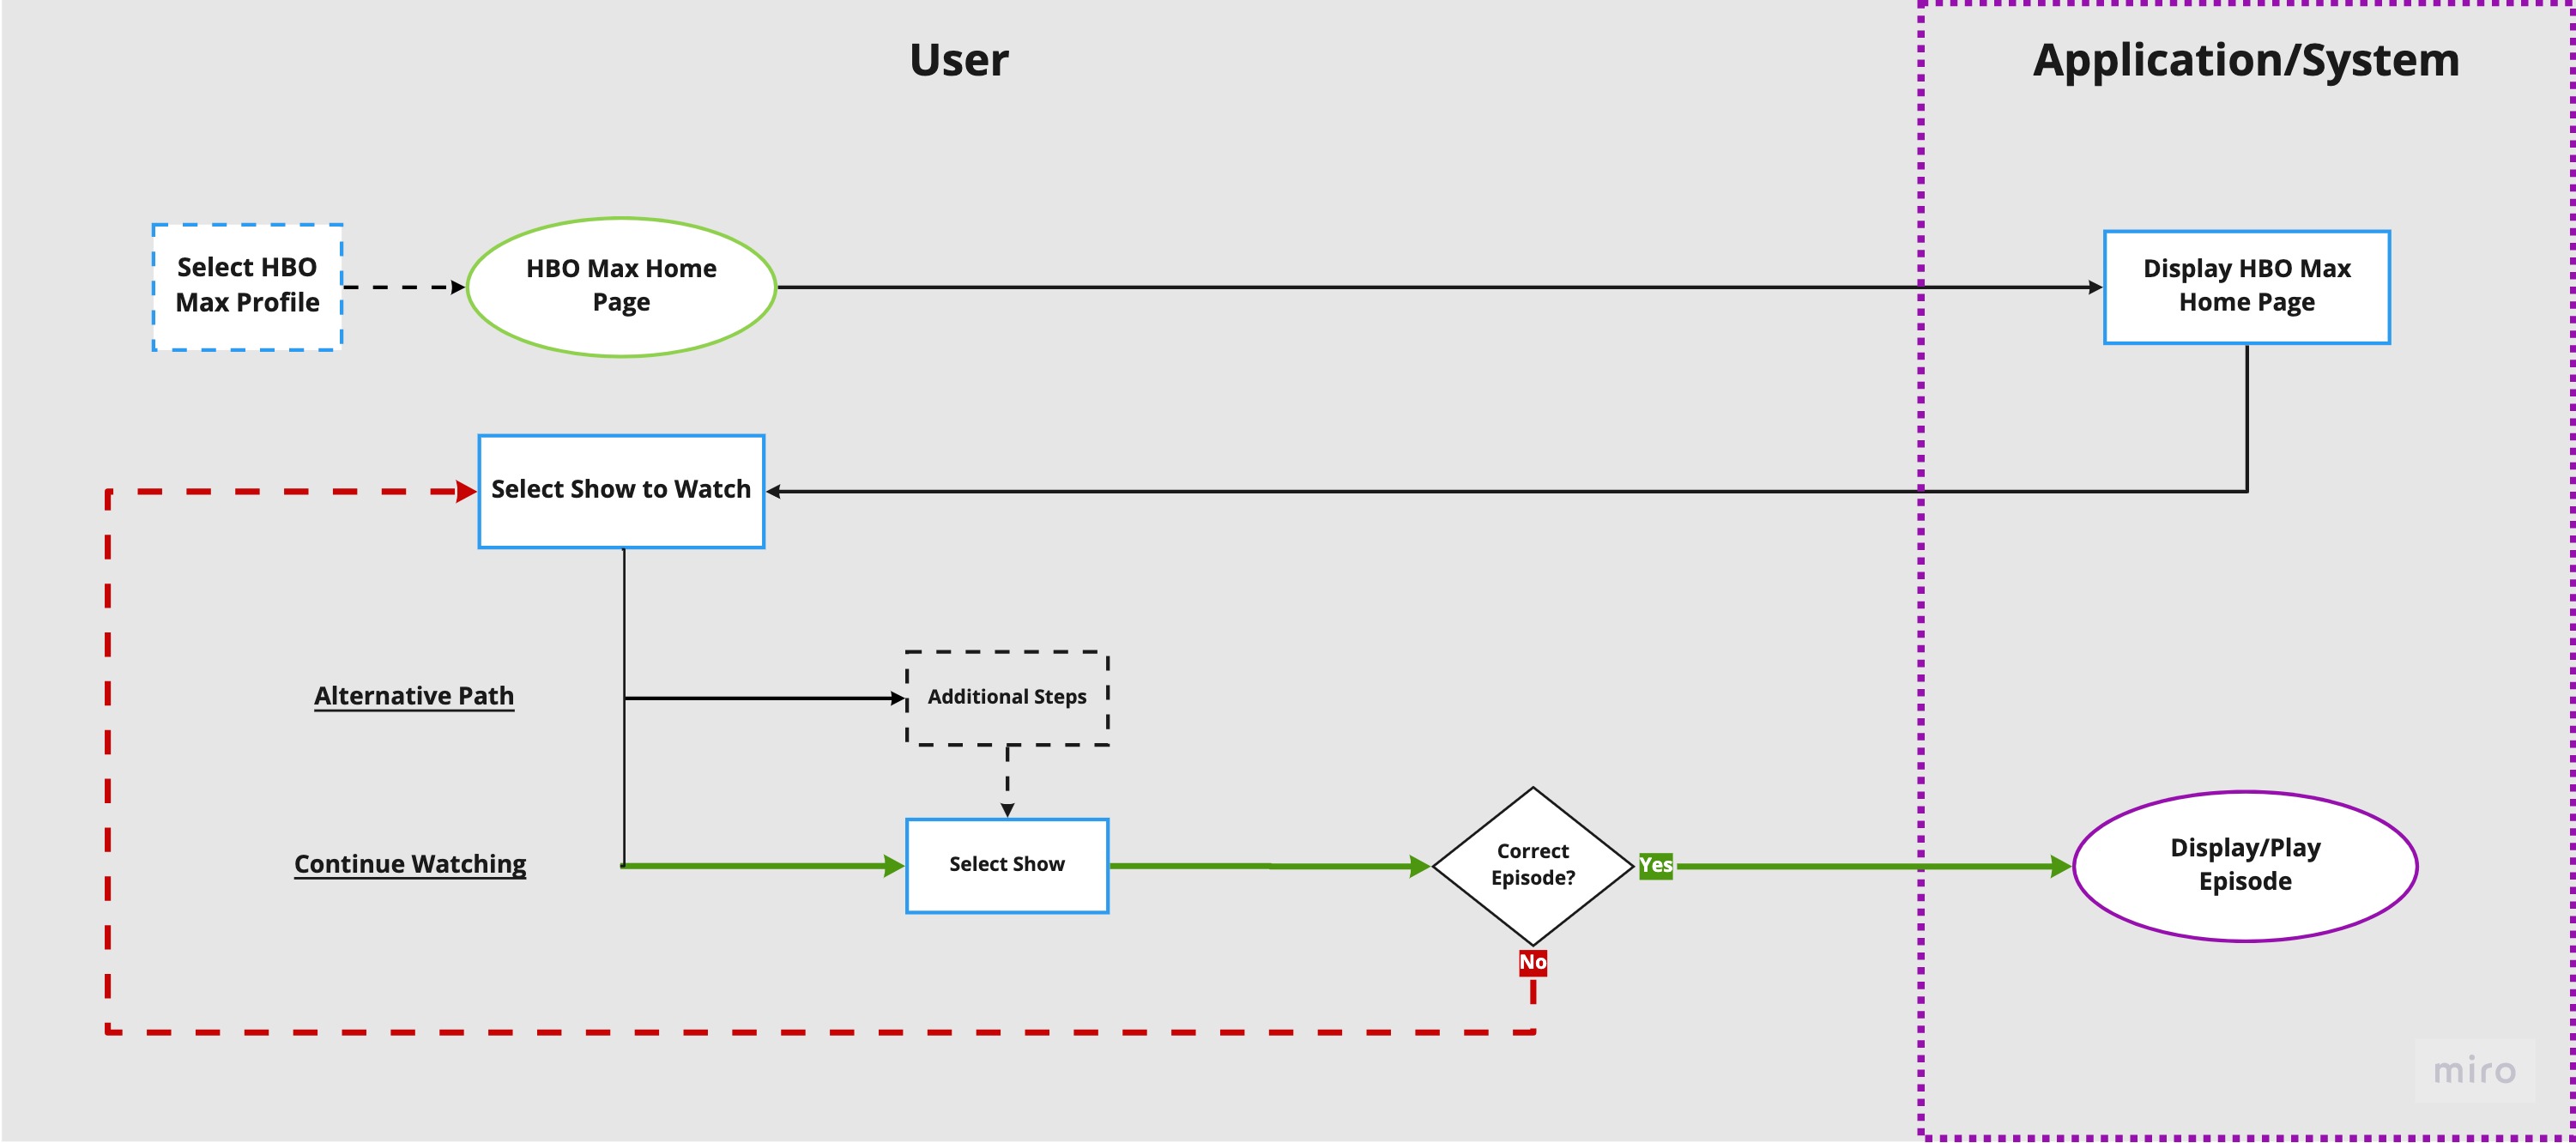 User
Application/System
Select HBO
Max Profile
HBO Max Home
Page
Display HBO Max
Home Page
Select Show to Watch
Alternative Path
Additional Steps
Continue Watching
Select Show
Correct
Episode?
Yes
Display/Play
Episode
No
miro